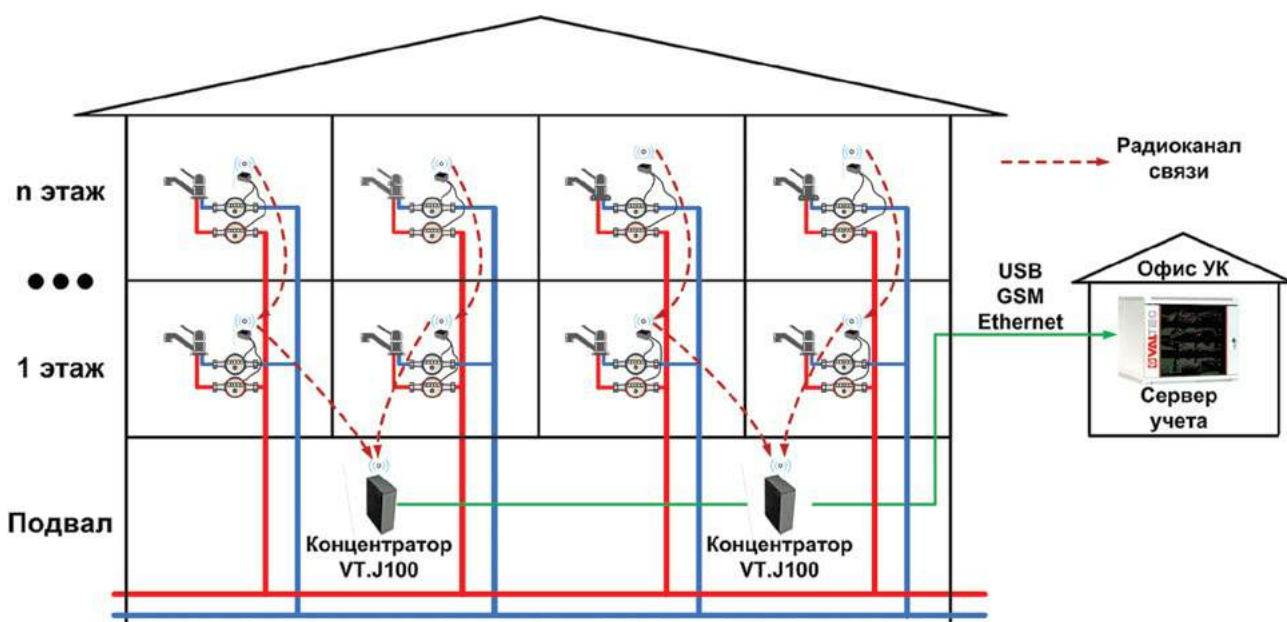 n этаж
1 этаж
Подвал
Концентратор
VT.J100
Концентратор
VT.J100
Радиоканал
связи
USB
GSM
Ethernet
Офис УК
VALTEC
Сервер
учета